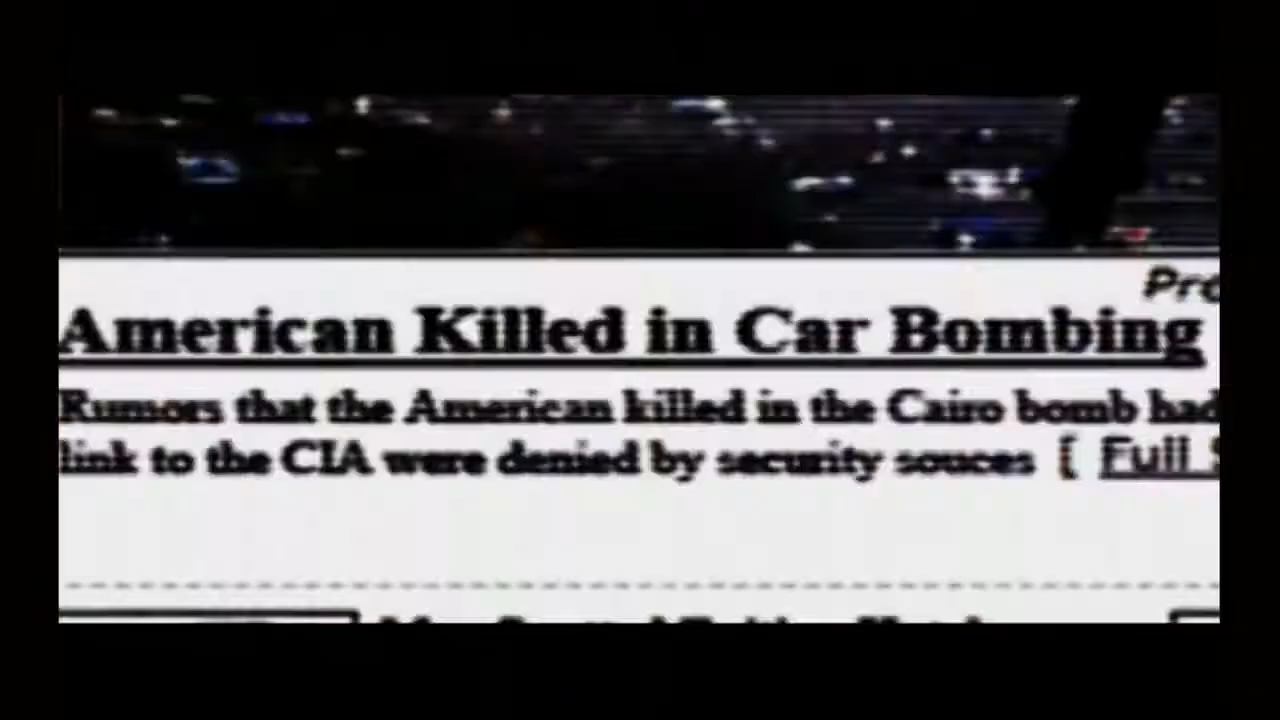 Pro
American Killed in Car Bombing
Rumors that the American killed in the Cairo bomb had
link to the CIA were denied by security souces [ Full S